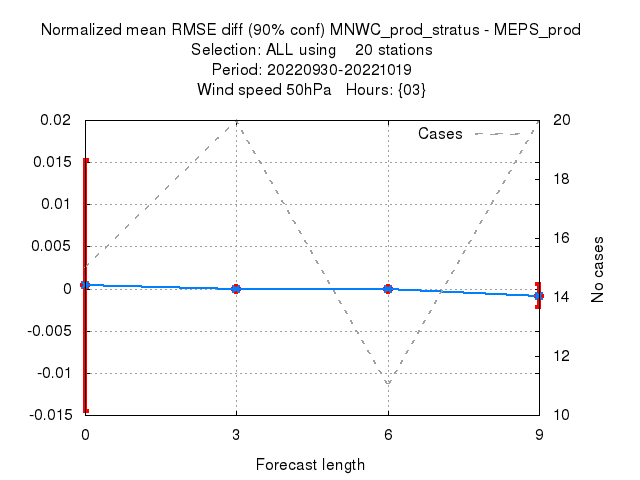 Normalized mean RMSE diff (90% conf) MNWC_prod_stratus - MEPS_prod
Selection: ALL using    20 stations
Period: 20220930-20221019
Wind speed 50hPa   Hours: {03}
Cases
0.02
0.015
0.01
0.005
0
-0.005
-0.01
-0.015
20
18
16
14
12
10
No cases
0 3 6 9
Forecast length